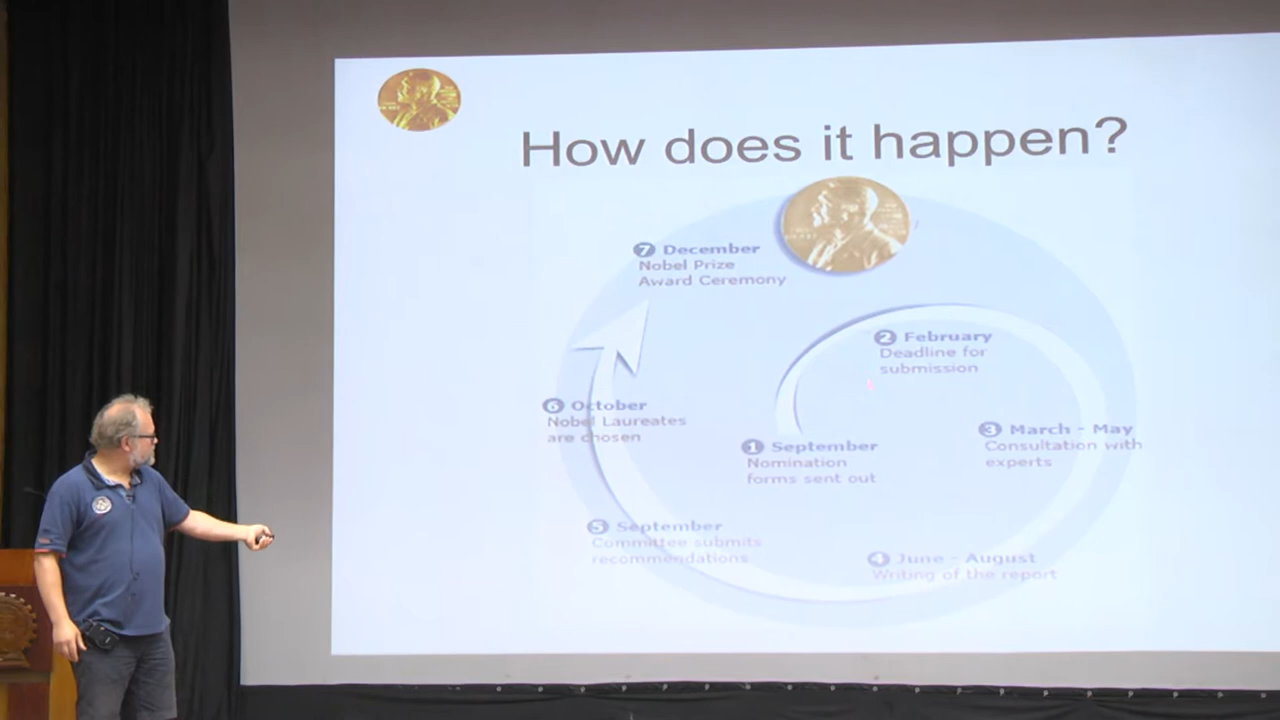 How does it happen?
7 December
Nobel Prize
Award Ceremony
2 February
Deadline for
submission
6 October
Nobel Laureates
are chosen
1 September
Nomination
forms sent out
3 March - May
Consultation with
experts
5 September
Committee submits
recommendations
4 June - August
Writing of the report